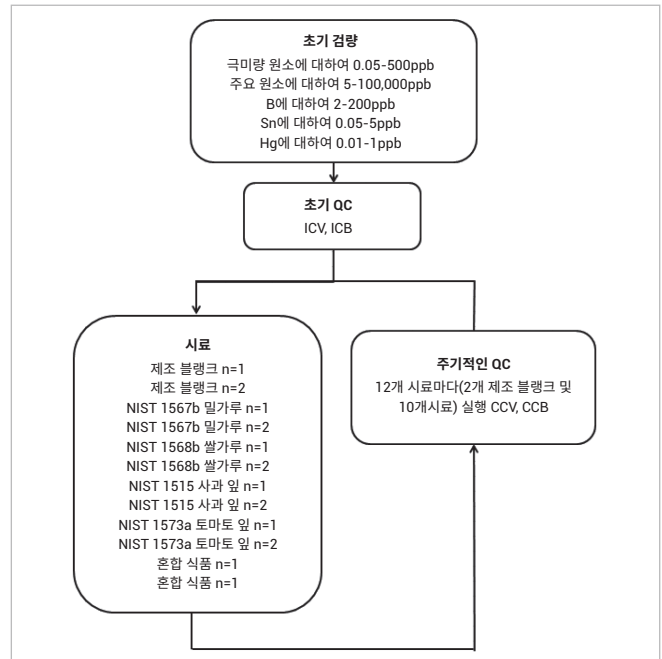 초기 검량
극미량 원소에 대하여 0.05-500ppb
주요 원소에 대하여 5-100,000ppb
B에 대하여 2-200ppb
Sn에 대하여 0.05-5ppb
Hg에 대하여 0.01-1ppb
초기 QC
ICV, ICB
시료
제조 블랭크 n=1
제조 블랭크 n=2
NIST 1567b 밀가루 n=1
NIST 1567b 밀가루 n=2
NIST 1568b 쌀가루 n=1
NIST 1568b 쌀가루 n=2
NIST 1515 사과 잎 n=1
NIST 1515 사과 잎 n=2
NIST 1573a 토마토 잎 n=1
NIST 1573a 토마토 잎 n=2
혼합 식품 n=1
혼합 식품 n=1
주기적인 QC
12개 시료마다(2개 제조 블랭크 및
10개시료) 실행 CCV, CCB